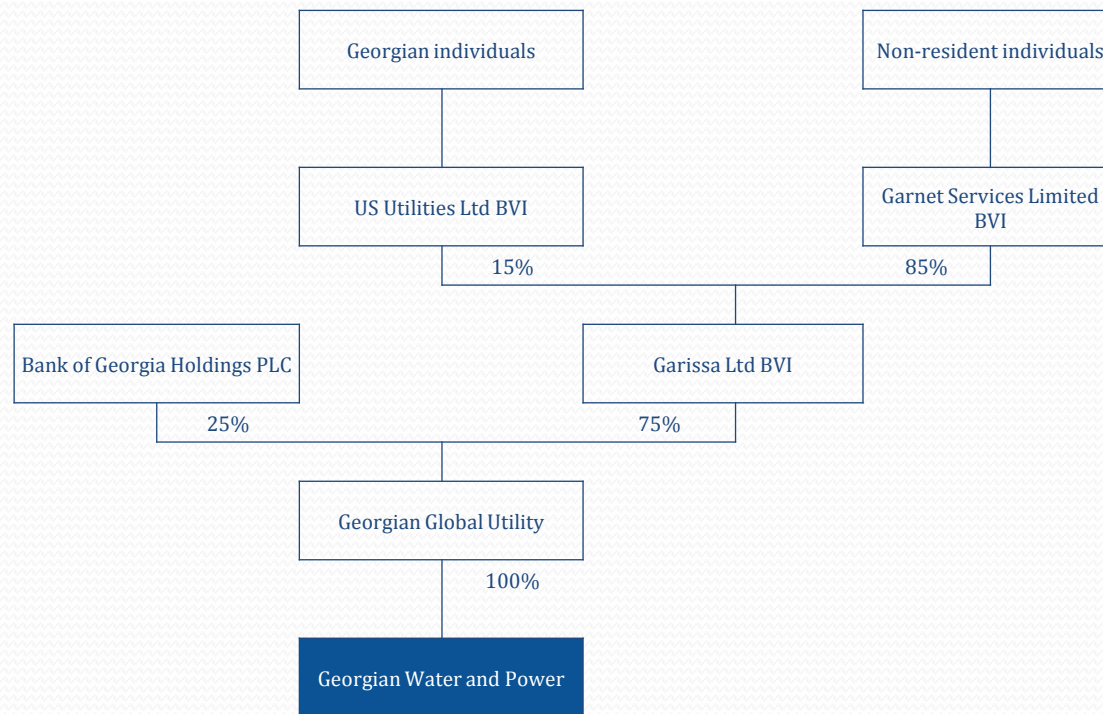 Georgian individuals
Non-resident individuals
US Utilities Ltd BVI
Garnet Services Limited
BVI
15%
85%
Bank of Georgia Holdings PLC
Garissa Ltd BVI
25%
75%
Georgian Global Utility
100%
Georgian Water and Power